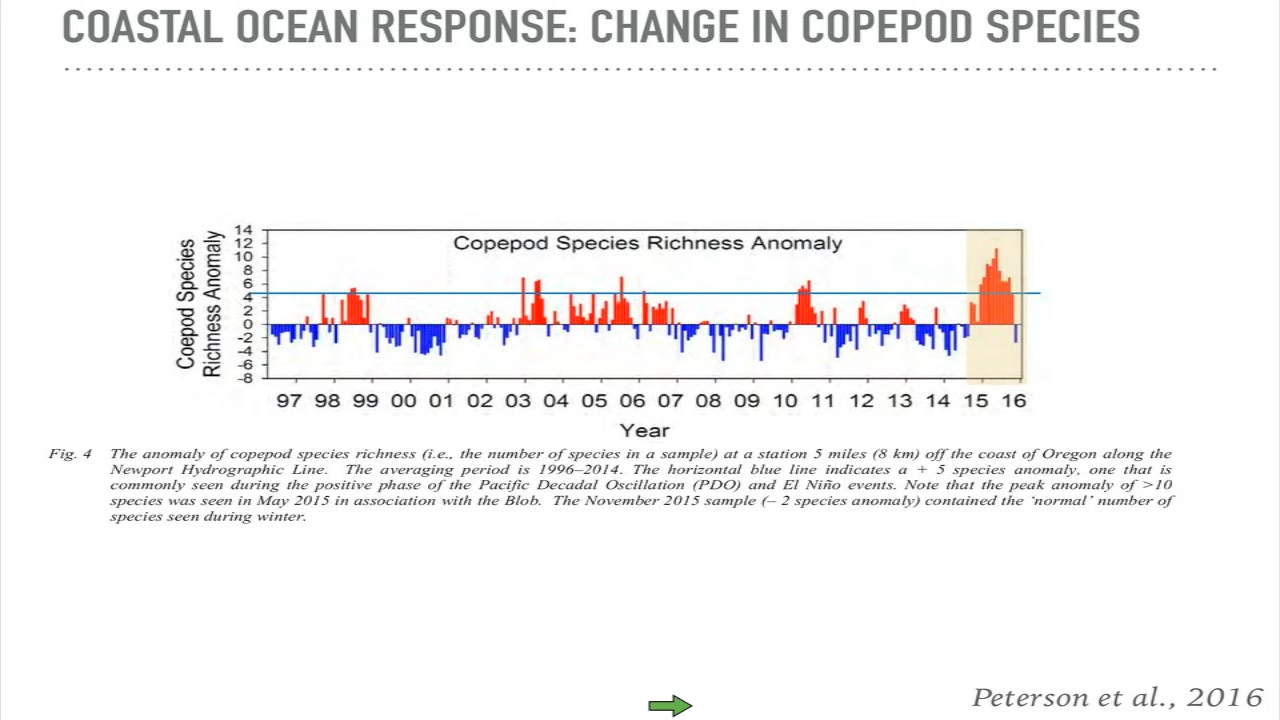 COASTAL OCEAN RESPONSE: CHANGE IN COPEPOD SPECIES
Copepod Species Richness Anomaly
Coepod Species
Richness Anomaly
14
12
10
8
6
4
2
0
-2
-4
-6
-8
97 98 99 00 01 02 03 04 05 06 07 08 09 10 11 12 13 14 15 16
Year
Fig. 4 The anomaly of copepod species richness (i.e., the number of species in a sample) at a station 5 miles (8 km) off the coast of Oregon along the
Newport Hydrographic Line. The averaging period is 1996–2014. The horizontal blue line indicates a + 5 species anomaly, one that is
commonly seen during the positive phase of the Pacific Decadal Oscillation (PDO) and El Niño events. Note that the peak anomaly of >10
species was seen in May 2015 in association with the Blob. The November 2015 sample (– 2 species anomaly) contained the ‘normal’ number of
species seen during winter.
Peterson et al., 2016